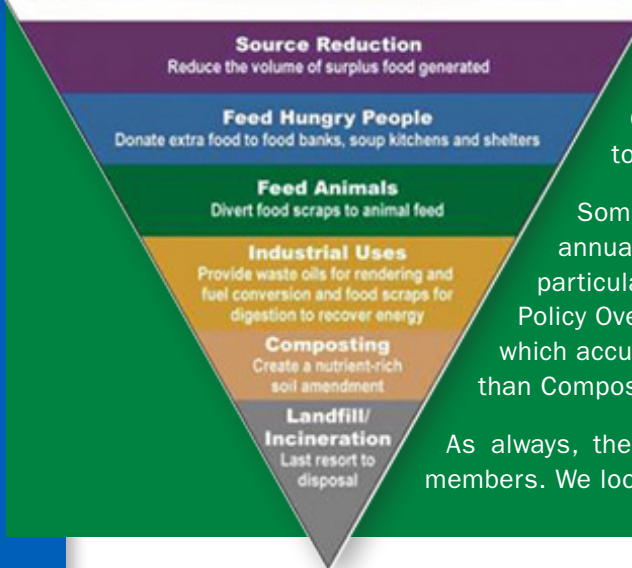 Source Reduction
Reduce the volume of surplus food generated
Feed Hungry People
Donate extra food to food banks, soup kitchens and shelters
Feed Animals
Divert food scraps to animal feed
Industrial Uses
Provide waste oils for rendering and
fuel conversion and food scraps for
digestion to recover energy
Composting
Create a nutrient-rich
soil amendment
Landfill/
Incineration
Last resort to
disposal
to
Som
annua
particula
Policy Ove
which accu
than Compos
As always, the
members. We loo